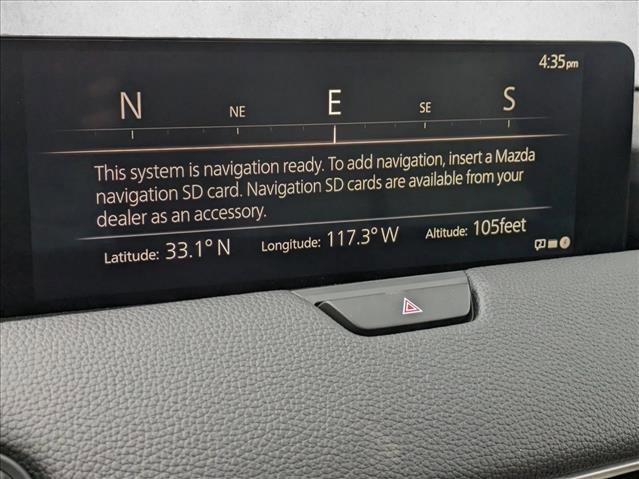 4:35pm
N NE E SE S
This system is navigation ready. To add navigation, insert a Mazda
navigation SD card. Navigation SD cards are available from your
dealer as an accessory.
Latitude: 33.1° N Longitude: 117.3° W Altitude: 105feet